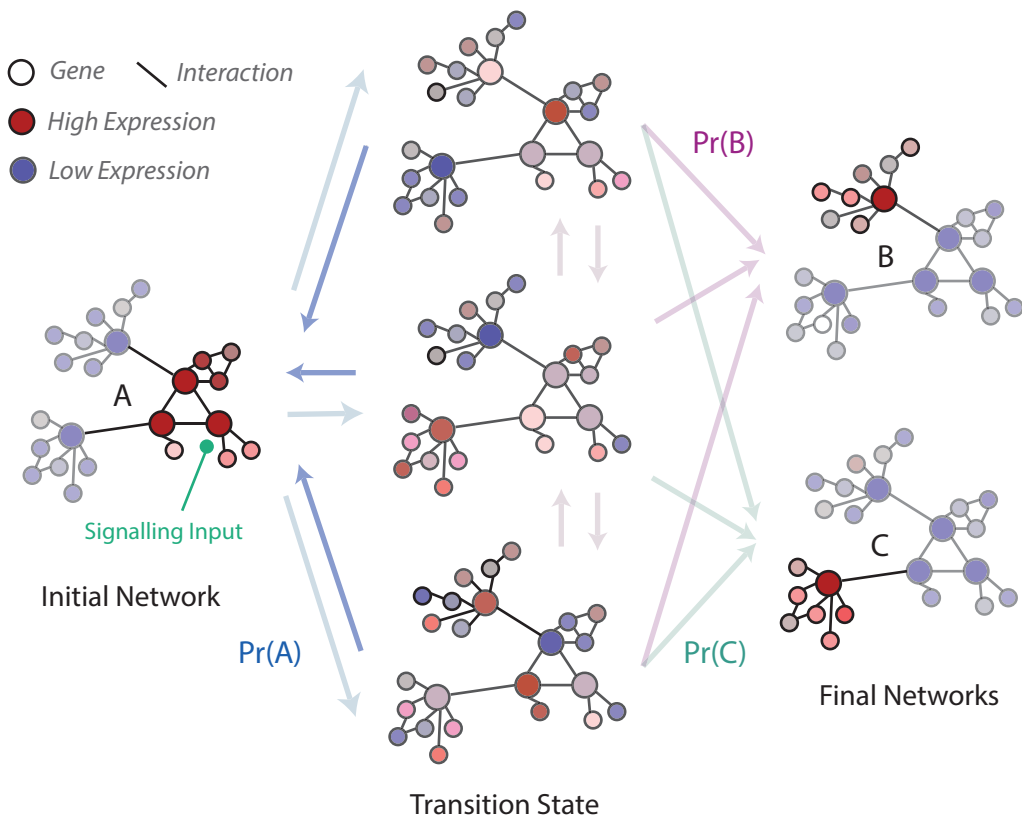 Gene
Interaction
High Expression
Low Expression
Pr(B)
B
A
Signalling Input
Initial Network
C
Pr(A)
Pr(C)
Final Networks
Transition State